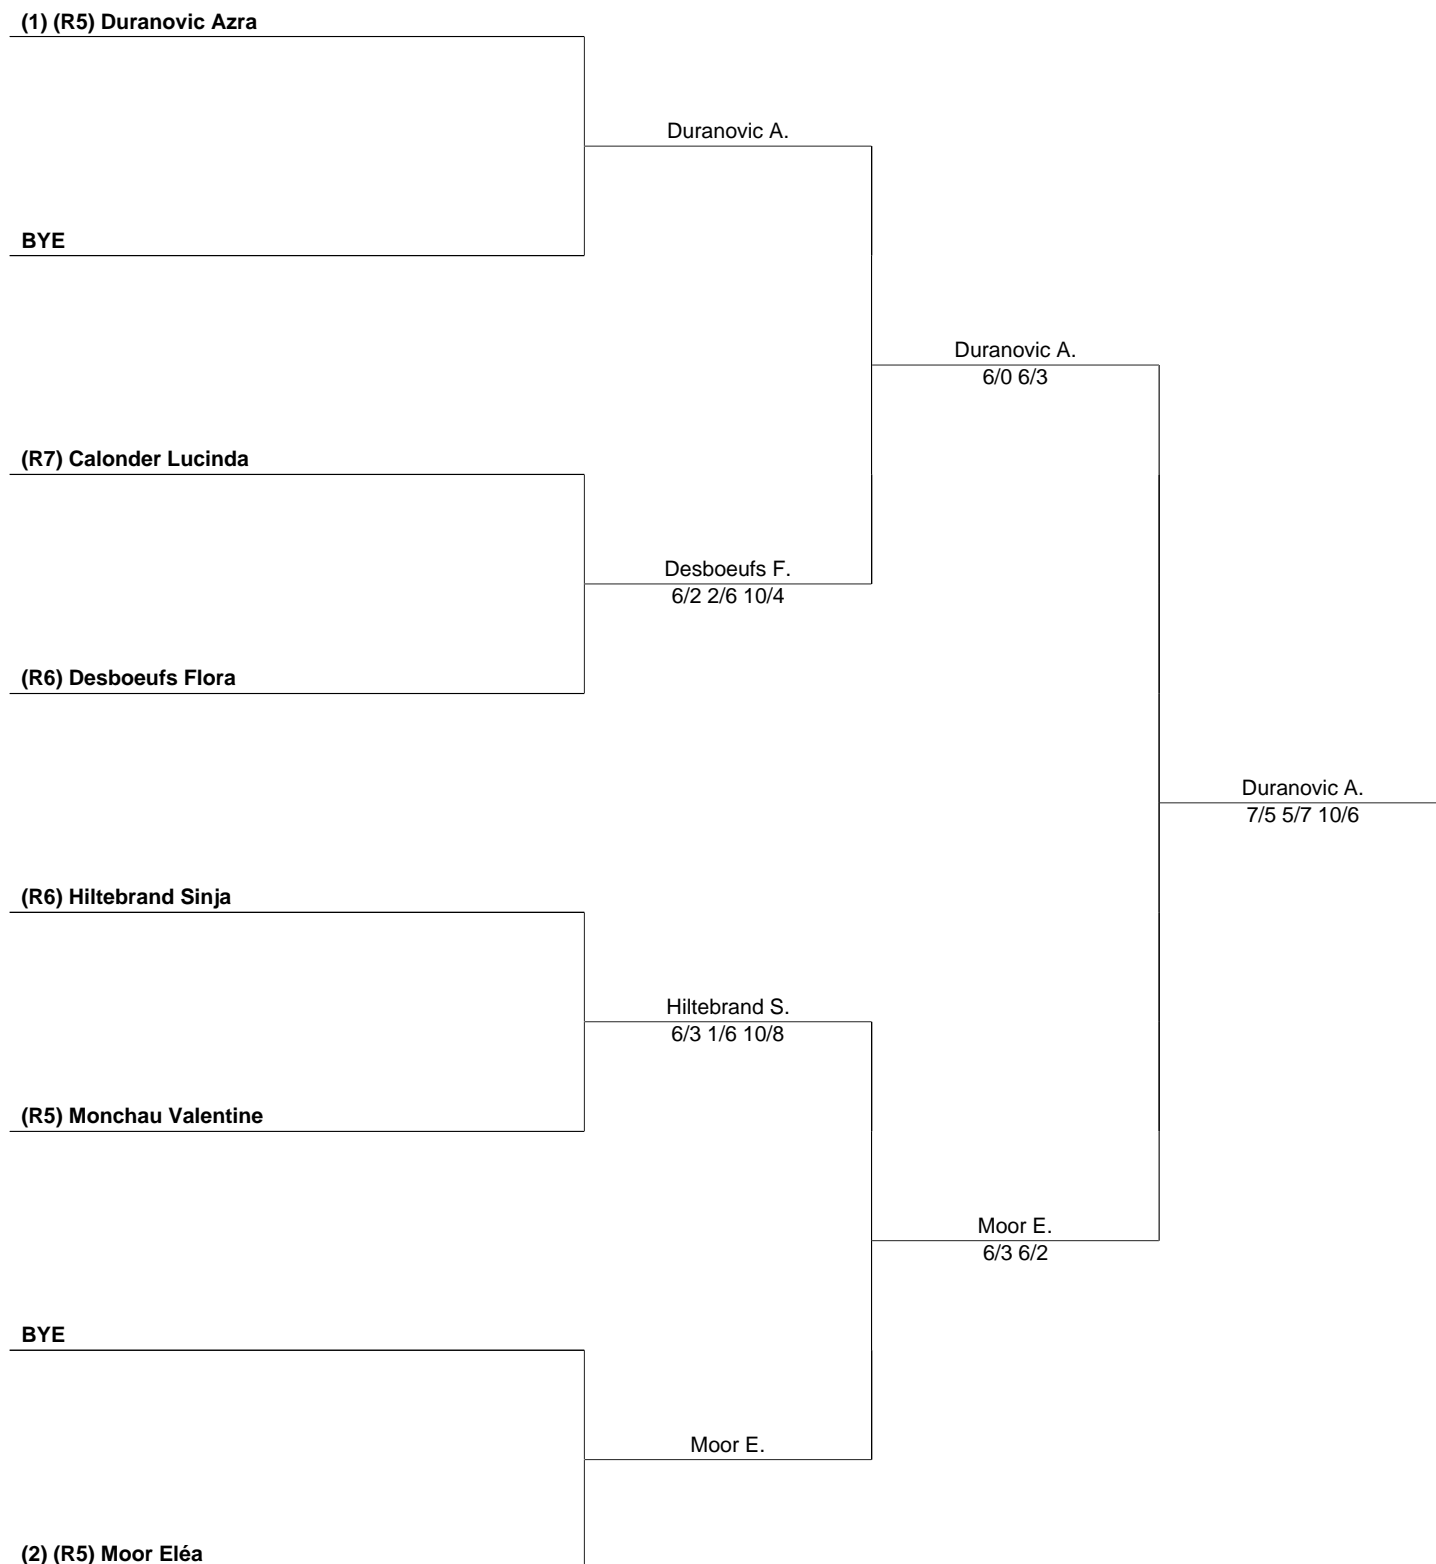 (1) (R5) Duranovic Azra
Duranovic A.
BYE
Duranovic A.
6/0 6/3
(R7) Calonder Lucinda
Desboeufs F.
6/2 2/6 10/4
(R6) Desboeufs Flora
Duranovic A.
7/5 5/7 10/6
(R6) Hiltebrand Sinja
Hiltebrand S.
6/3 1/6 10/8
(R5) Monchau Valentine
Moor E.
6/3 6/2
BYE
Moor E.
(2) (R5) Moor Eléa